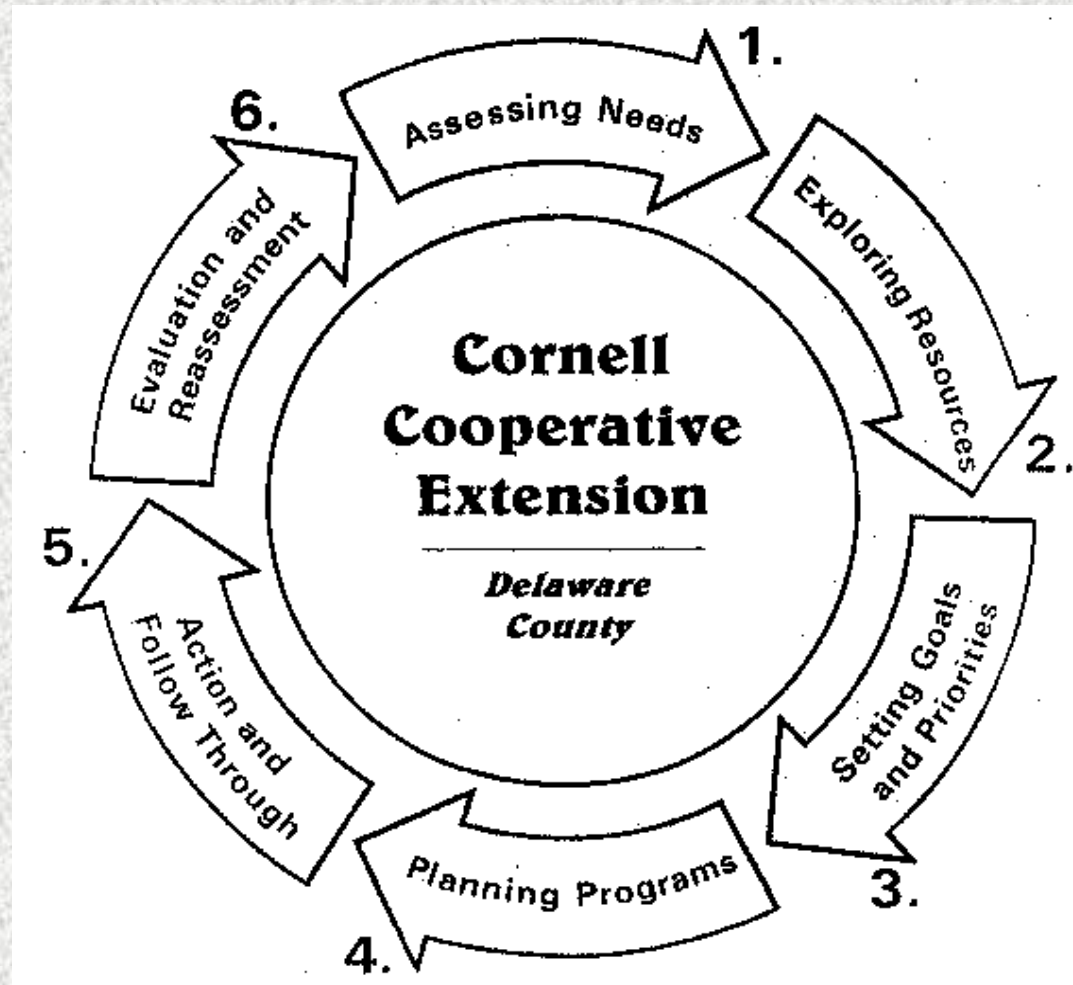 1.
Assessing Needs
2.
Exploring Resources
3.
Setting Goals
and Priorities
4.
Planning Programs
5.
Action and
Follow Through
6.
Evaluation and
Reassessment
Cornell
Cooperative
Extension
Delaware
County